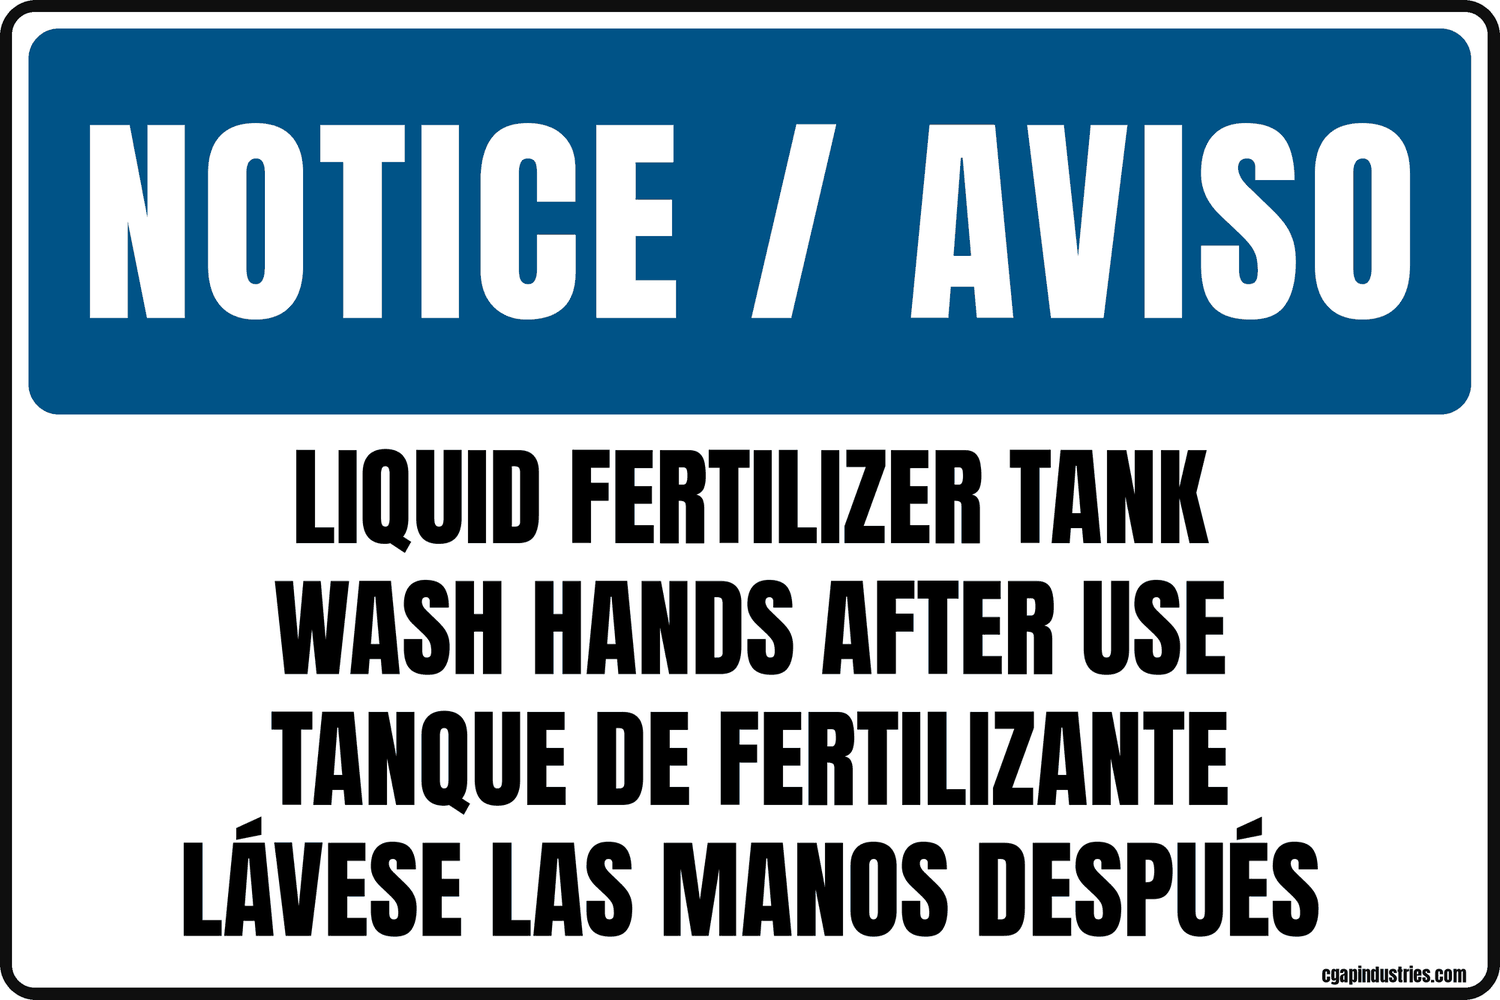 NOTICE / AVISO
LIQUID FERTILIZER TANK
WASH HANDS AFTER USE
TANQUE DE FERTILIZANTE
LÁVESE LAS MANOS DESPUÉS
cgapindustries.com